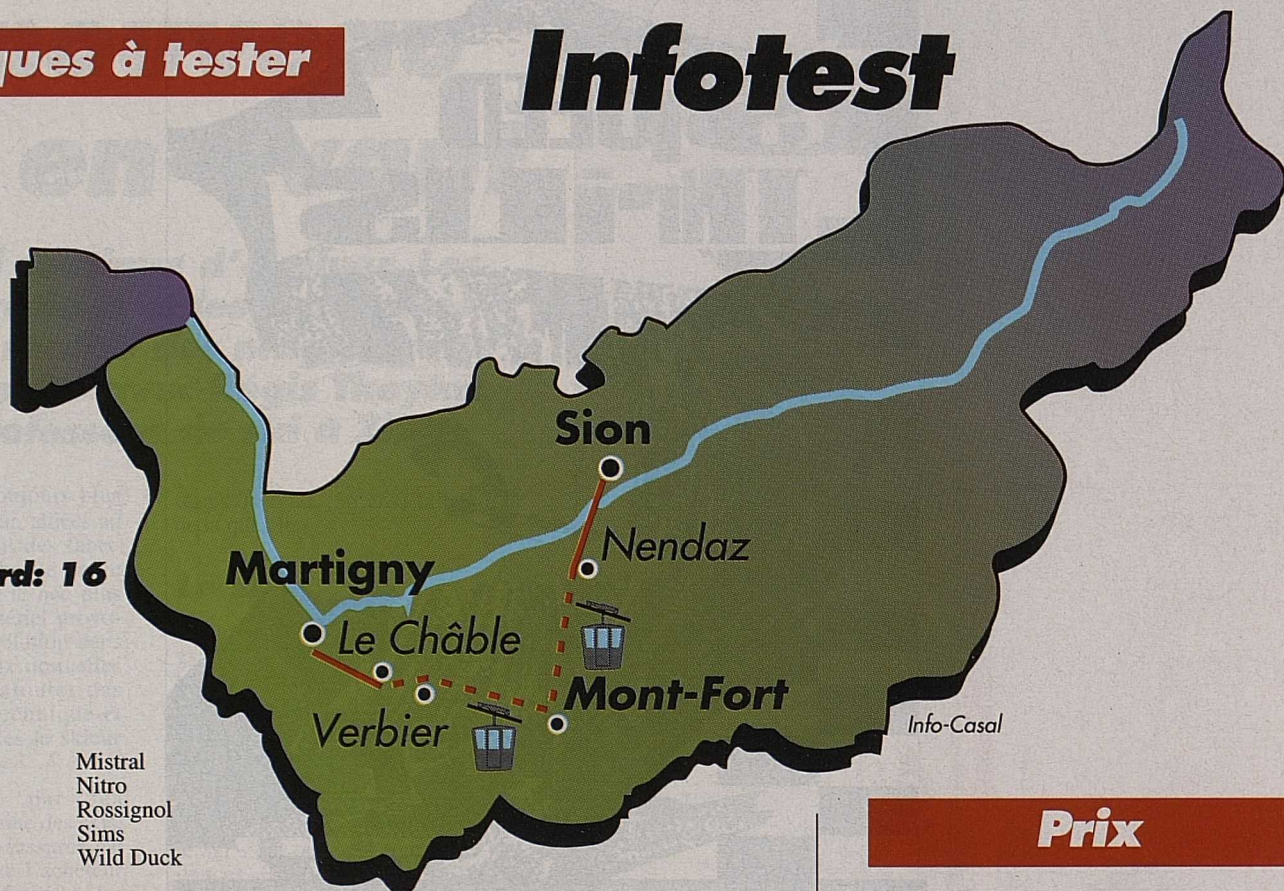 ques à tester
Infotest
Sion
Nendaz
rd: 16
Martigny
Le Châble
Mont-Fort
Verbier
Info-Casal
Mistral
Nitro
Rossignol
Sims
Wild Duck
Prix